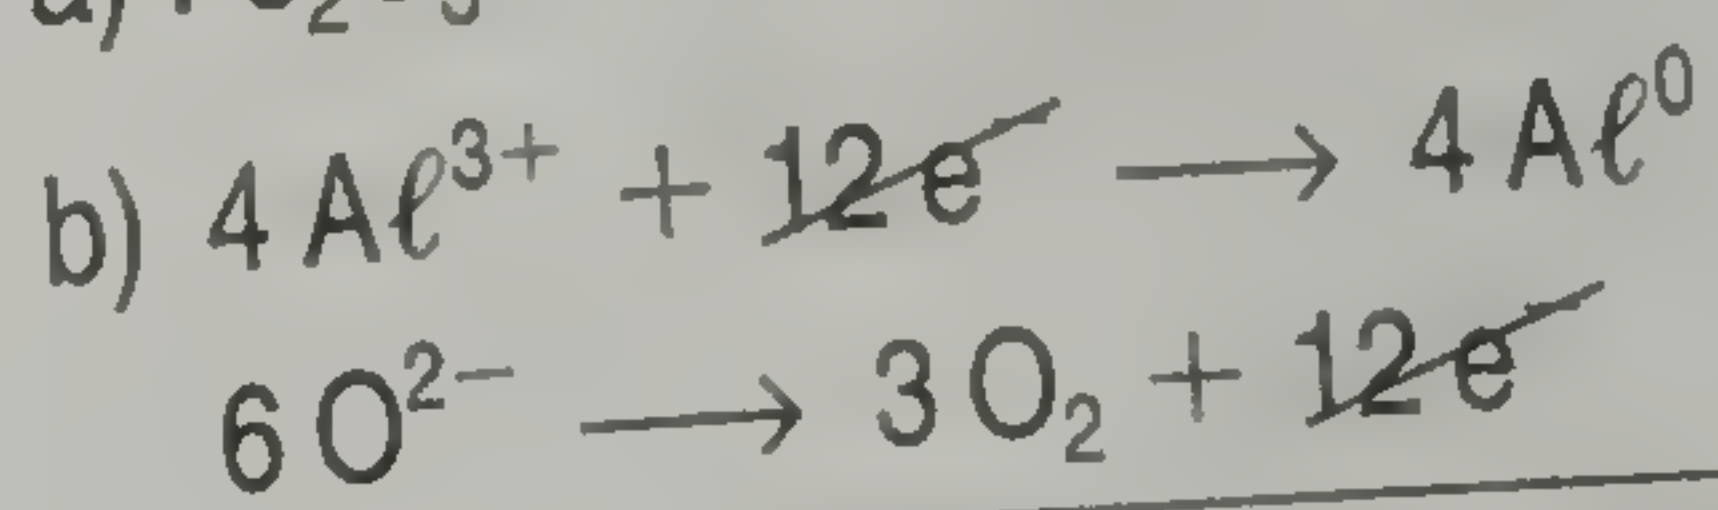 b) 4 Aℓ³⁺ + 12e → 4 Aℓ⁰
6 O²⁻ → 3 O₂ + 12e